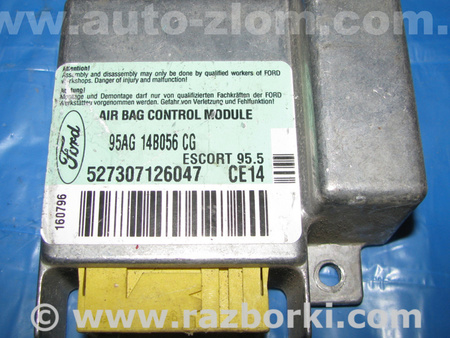 www.auto-zlom.com
Attention!
Assembly and disassembly may only be done by qualified workers of FORD
Workshops. Danger of injury and malfunction!
Achtung!
Montage und Demontage darf nur von qualifizierten Fachkräften der FORD
Werkstätten vorgenommen werden. Gefahr von Verletzung und Fehlfunktion!
AIR BAG CONTROL MODULE
Ford
95AG 14B056 CG
ESCORT 95.5
527307126047 CE14
160796
www.razborki.com